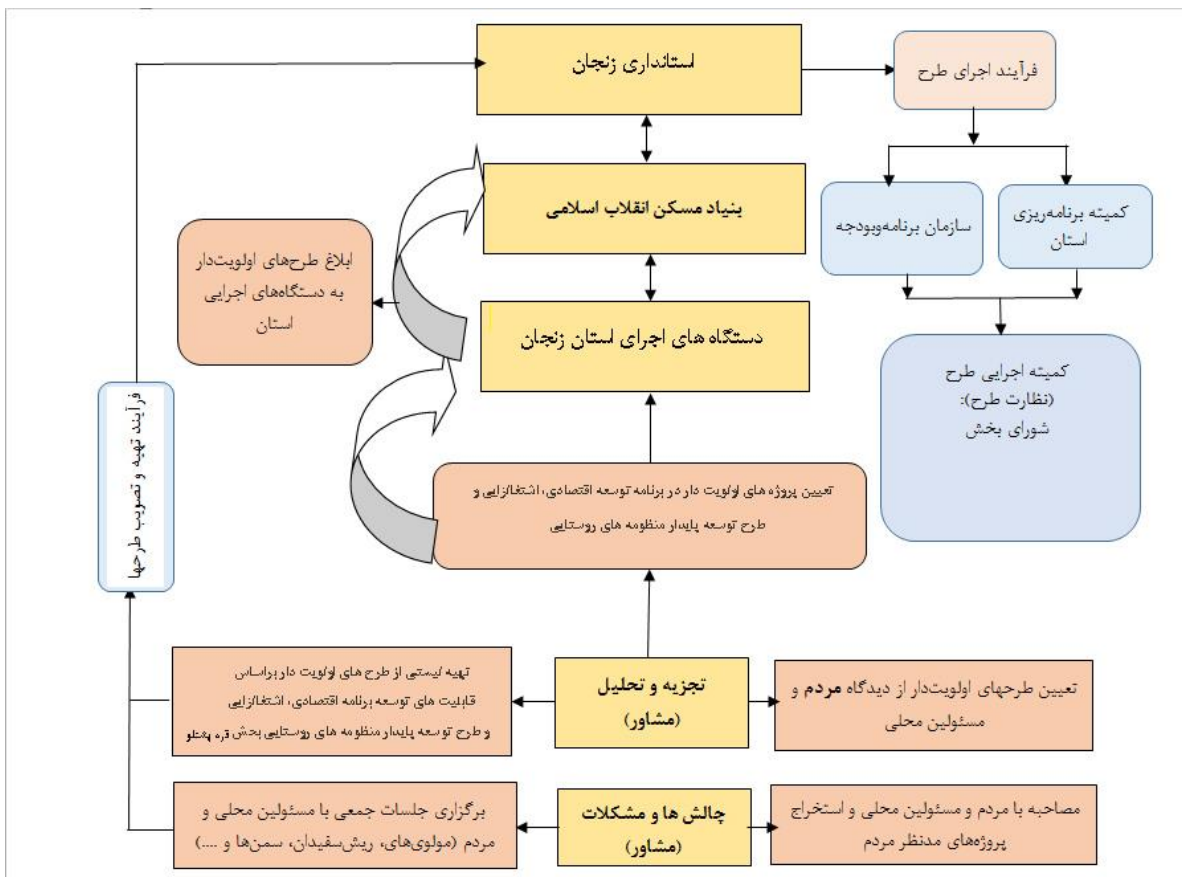 استانداری زنجان
فرآیند اجرای طرح
بنیاد مسکن انقلاب اسلامی
کمیته برنامه‌ریزی
استان
سازمان برنامه‌وبودجه
ابلاغ طرح‌های اولویت‌دار
به دستگاه‌های اجرایی
استان
دستگاه های اجرای استان زنجان
کمیته اجرایی طرح
(نظارت طرح):
شورای بخش
فرآیند تهیه و تصویب طرحها
تعیین پروژه های اولویت دار در برنامه توسعه اقتصادی، اشتغالزایی و
طرح توسعه پایدار منظومه های روستایی
تعیین طرحهای اولویت‌دار از دیدگاه مردم و
مسئولین محلی
تجزیه و تحلیل
(مشاور)
تهیه لیستی از طرح های اولویت دار براساس
قابلیت های توسعه برنامه اقتصادی، اشتغالزایی
و طرح توسعه پایدار منظومه های روستایی بخش قره پشتلو
مصاحبه با مردم و مسئولین محلی و استخراج
پروژه‌های مدنظر مردم
چالش ها و مشکلات
(مشاور)
برگزاری جلسات جمعی با مسئولین محلی و
مردم (مولوی‌های، ریش‌سفیدان، سمن‌ها و ....)